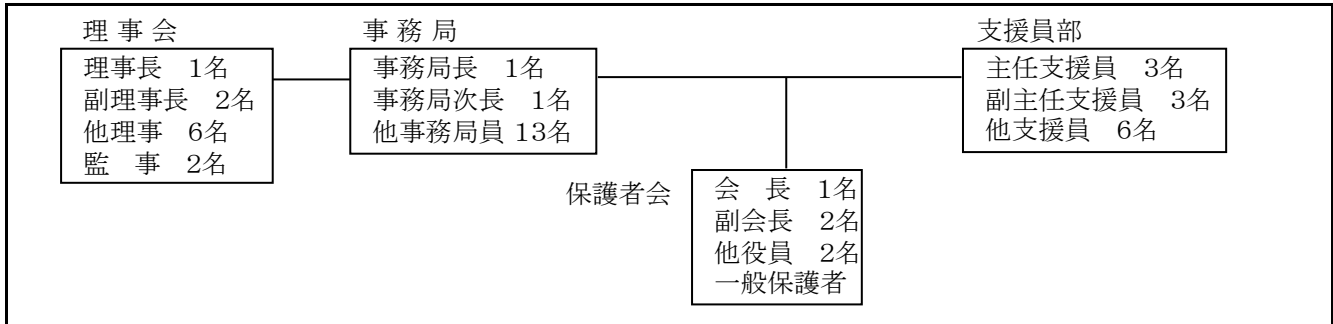 理 事 会
理事長　1名
副理事長　2名
他理事　6名
監　事　2名
事 務 局
事務局長　1名
事務局次長　1名
他事務局員 13名
支援員部
主任支援員　3名
副主任支援員　3名
他支援員　6名
保護者会
会　長　1名
副会長　2名
他役員　2名
一般保護者